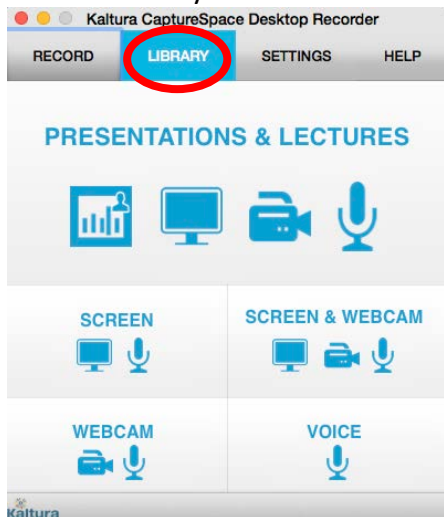 Kaltura CaptureSpace Desktop Recorder
RECORD LIBRARY SETTINGS HELP
PRESENTATIONS & LECTURES
SCREEN SCREEN & WEBCAM
WEBCAM VOICE
Kaltura